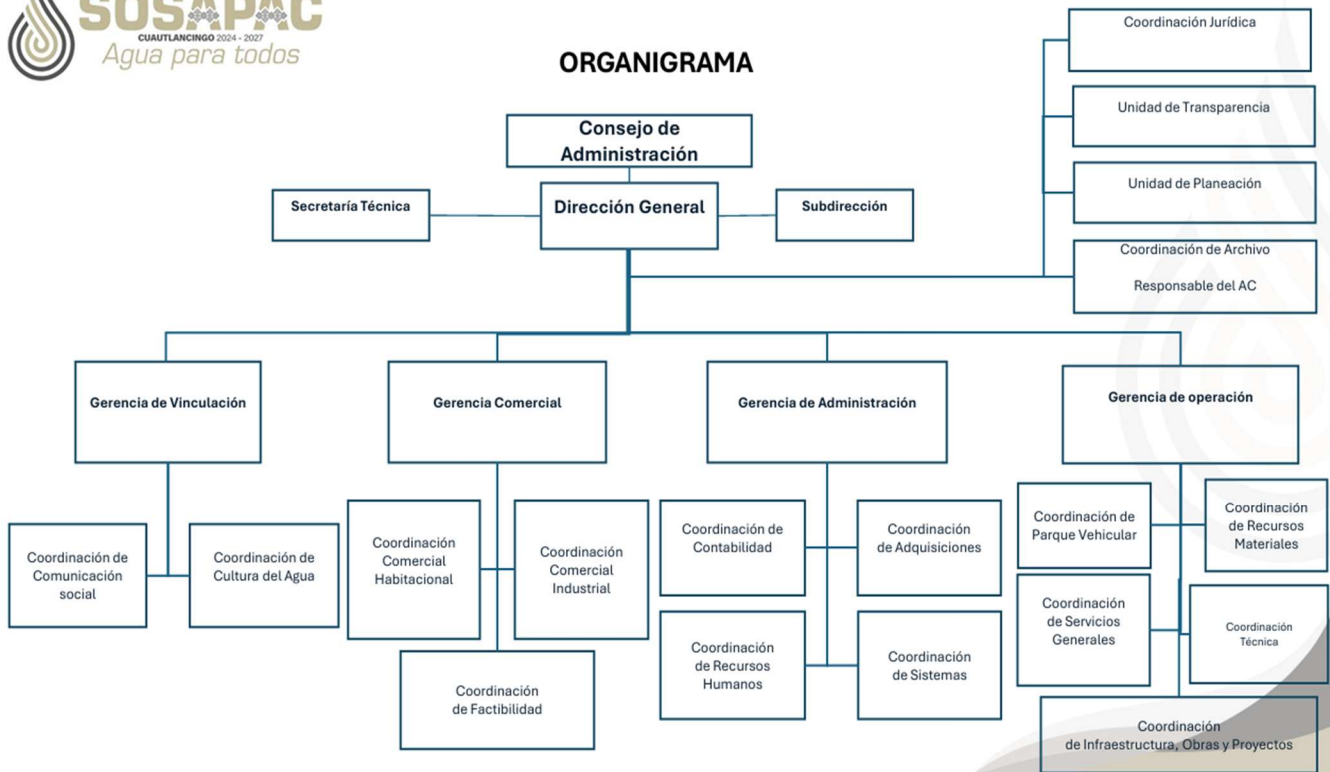 SOSAPAC
CUAUTLANCINGO 2024 - 2027
Agua para todos
ORGANIGRAMA
Coordinación Jurídica
Unidad de Transparencia
Unidad de Planeación
Coordinación de Archivo
Responsable del AC
Consejo de
Administración
Secretaría Técnica
Dirección General
Subdirección
Gerencia de Vinculación
Gerencia Comercial
Gerencia de Administración
Gerencia de operación
Coordinación de
Comunicación
social
Coordinación de
Cultura del Agua
Coordinación
Comercial
Habitacional
Coordinación
Comercial
Industrial
Coordinación
de Factibilidad
Coordinación de
Contabilidad
Coordinación
de Adquisiciones
Coordinación
de Recursos
Humanos
Coordinación
de Sistemas
Coordinación de
Parque Vehicular
Coordinación
de Recursos
Materiales
Coordinación
de Servicios
Generales
Coordinación
Técnica
Coordinación
de Infraestructura, Obras y Proyectos